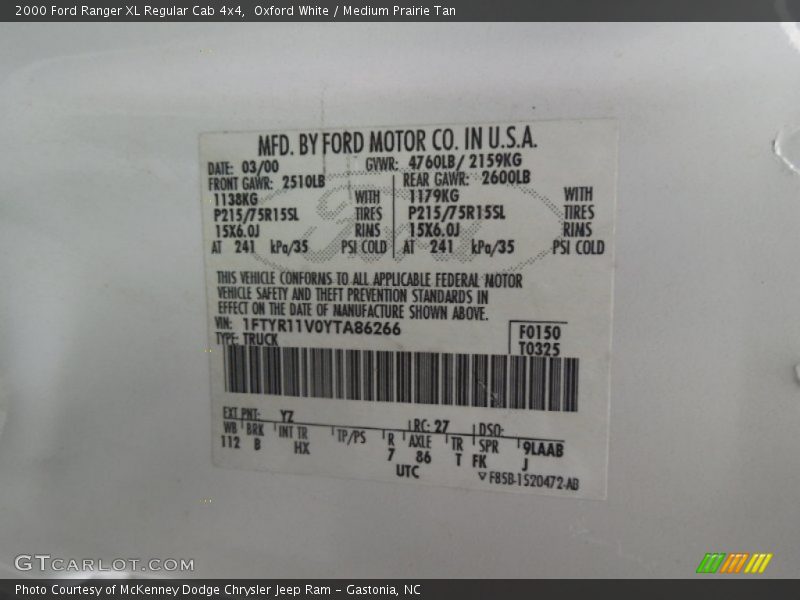 2000 Ford Ranger XL Regular Cab 4x4, Oxford White / Medium Prairie Tan
MFD. BY FORD MOTOR CO. IN U.S.A.
DATE: 03/00 GVWR: 4760LB/ 2159KG
FRONT GAWR: 2510LB REAR GAWR: 2600LB
1138KG WITH 1179KG WITH
P215/75R15SL TIRES P215/75R15SL TIRES
15X6.0J RIMS 15X6.0J RIMS
AT 241 kPa/35 PSI COLD AT 241 kPa/35 PSI COLD
THIS VEHICLE CONFORMS TO ALL APPLICABLE FEDERAL MOTOR
VEHICLE SAFETY AND THEFT PREVENTION STANDARDS IN
EFFECT ON THE DATE OF MANUFACTURE SHOWN ABOVE.
VIN: 1FTYR11V0YTA86266 F0150
TYPE: TRUCK T0325
EXT PNT: YZ RC: 27 DSO:
WB BRK INT TR TP/PS R AXLE TR SPR 9LAAB
112 B HX 7 86 T FK J
UTC F85B-1520472-AB
GTCARLOT.COM
Photo Courtesy of McKenney Dodge Chrysler Jeep Ram – Gastonia, NC